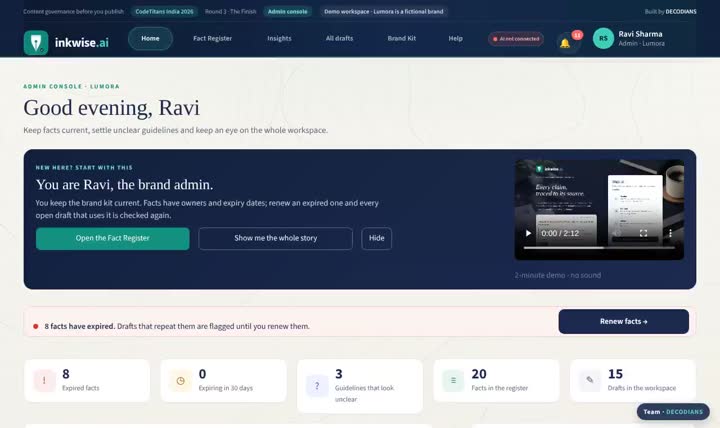 Content governance before you publish CodeTitans India 2026 Round 3 · The Finish Admin console Demo workspace · Lumora is a fictional brand Built by DECODIANS
inkwise.ai Home Fact Register Insights All drafts Brand Kit Help AI not connected RS Ravi Sharma
Admin · Lumora
ADMIN CONSOLE · LUMORA
Good evening, Ravi
Keep facts current, settle unclear guidelines and keep an eye on the whole workspace.
NEW HERE? START WITH THIS
You are Ravi, the brand admin.
You keep the brand kit current. Facts have owners and expiry dates; renew an expired one and every
open draft that uses it is checked again.
Open the Fact Register Show me the whole story Hide
inkwise.ai
Every claim,
traced to its source.
0:00 / 2:12
2-minute demo · no sound
8 facts have expired. Drafts that repeat them are flagged until you renew them. Renew facts →
8 Expired facts
0 Expiring in 30 days
3 Guidelines that look
unclear
20 Facts in the register
15 Drafts in the workspace
Team · DECODIANS